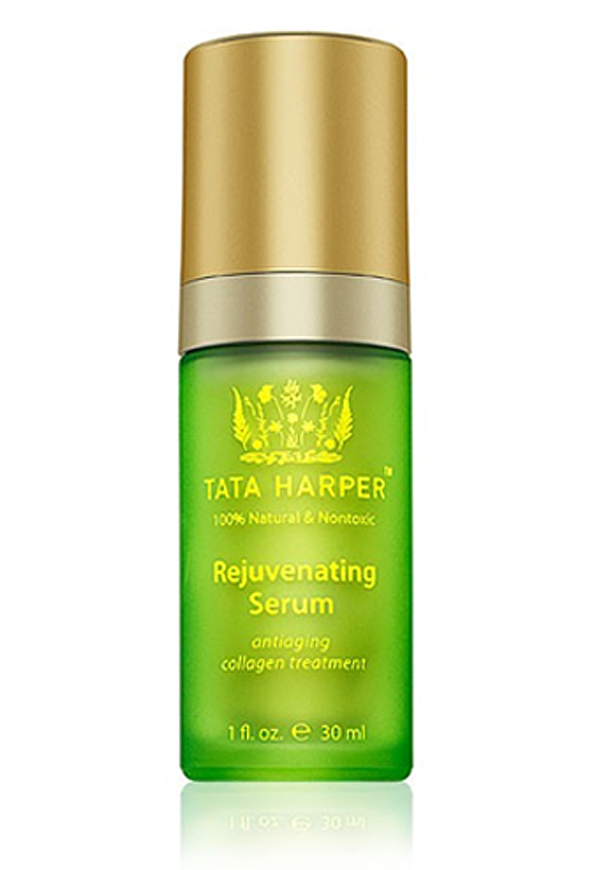 TATA HARPER™
100% Natural & Nontoxic
Rejuvenating
Serum
antiaging
collagen treatment
1 fl. oz. ℮ 30 ml